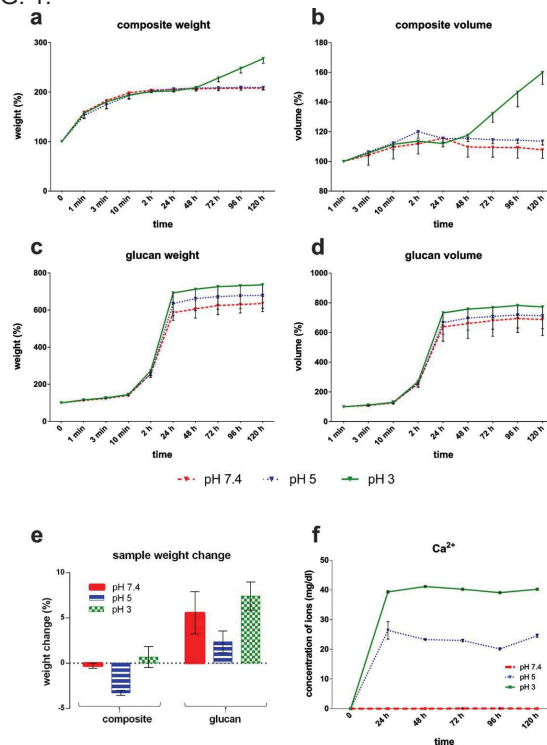 G. 1.
a
composite weight
weight (%)
300
200
100
0
0 1 min 3 min 10 min 2 h 24 h 48 h 72 h 96 h 120 h
time
b
composite volume
volume (%)
180
160
140
120
100
80
1 min 3 min 10 min 2 h 24 h 48 h 72 h 96 h 120 h
time
c
glucan weight
weight (%)
800
600
400
200
0
0 1 min 3 min 10 min 2 h 24 h 48 h 72 h 96 h 120 h
time
d
glucan volume
volume (%)
1000
800
600
400
200
0
1 min 3 min 10 min 2 h 24 h 48 h 72 h 96 h 120 h
time
pH 7.4 pH 5 pH 3
e
sample weight change
weight change (%)
10
5
0
-5
pH 7.4
pH 5
pH 3
composite glucan
f
Ca2+
concentration of ions (mg/dl)
50
40
30
20
10
0
pH 7.4
pH 5
pH 3
0 24 h 48 h 72 h 96 h 120 h
time